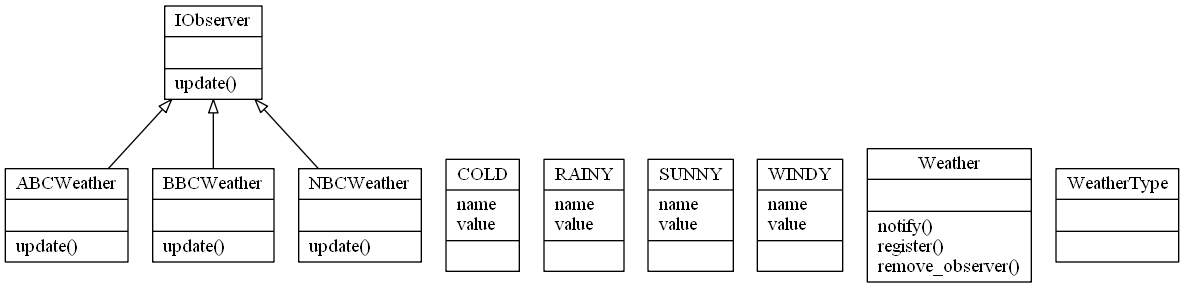 IObserver
update()
ABCWeather
update()
BBCWeather
update()
NBCWeather
update()
COLD
name
value
RAINY
name
value
SUNNY
name
value
WINDY
name
value
Weather
notify()
register()
remove_observer()
WeatherType